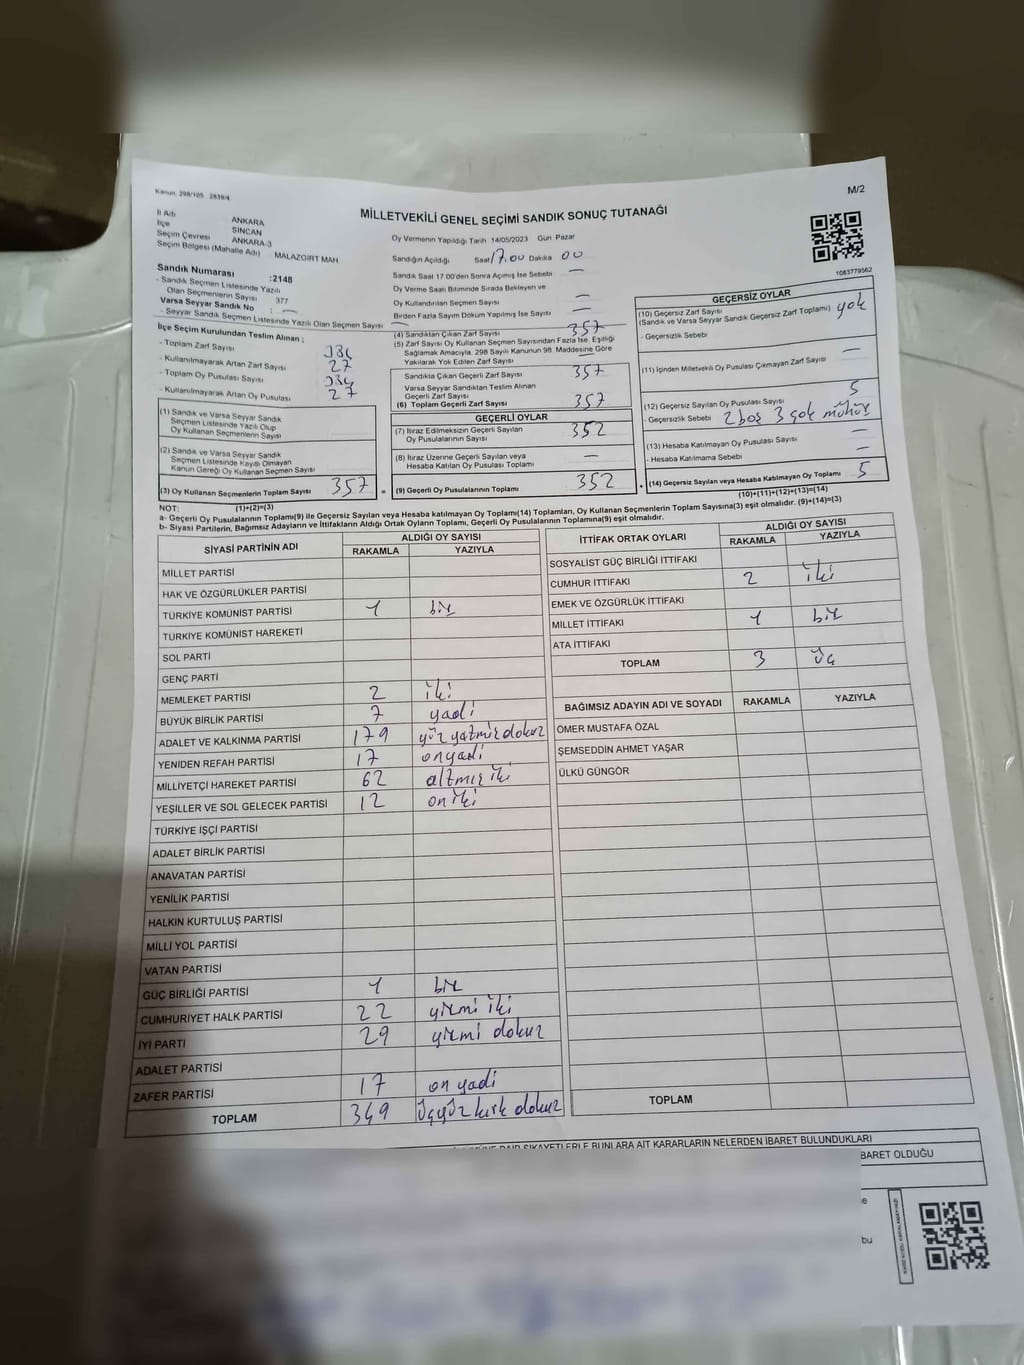 Kanun: 298/105 2839/4
M/2
MİLLETVEKİLİ GENEL SEÇİMİ SANDIK SONUÇ TUTANAĞI
İl Adı ANKARA
İlçe SİNCAN
Seçim Çevresi ANKARA-3
Seçim Bölgesi (Mahalle Adı) MALAZGİRT MAH
Sandık Numarası :2148
- Sandık Seçmen Listesinde Yazılı
Olan Seçmenlerin Sayısı 377
Varsa Seyyar Sandık No : —
- Seyyar Sandık Seçmen Listesinde Yazılı Olan Seçmen Sayısı —
İlçe Seçim Kurulundan Teslim Alınan ;
- Toplam Zarf Sayısı
- Kullanılmayarak Artan Zarf Sayısı 27
- Toplam Oy Pusulası Sayısı
- Kullanılmayarak Artan Oy Pusulası 27
(1) Sandık ve Varsa Seyyar Sandık
Seçmen Listesinde Yazılı Olup
Oy Kullanan Seçmenlerin Sayısı
(2) Sandık ve Varsa Seyyar Sandık
Seçmen Listesinde Kaydı Olmayan
Kanun Gereği Oy Kullanan Seçmen Sayısı
(3) Oy Kullanan Seçmenlerin Toplam Sayısı 357 =
Oy Vermenin Yapıldığı Tarih 14/05/2023 Gün Pazar
Sandığın Açıldığı Saat 17.00 Dakika 00
Sandık Saat 17:00'den Sonra Açılmış İse Sebebi —
Oy Verme Saati Bitiminde Sırada Bekleyen ve
Oy Kullandırılan Seçmen Sayısı —
Birden Fazla Sayım Döküm Yapılmış İse Sayısı —
(4) Sandıktan Çıkan Zarf Sayısı 357
(5) Zarf Sayısı Oy Kullanan Seçmen Sayısından Fazla İse, Eşitliği
Sağlamak Amacıyla, 298 Sayılı Kanunun 98. Maddesine Göre
Yakılarak Yok Edilen Zarf Sayısı —
Sandıkta Çıkan Geçerli Zarf Sayısı 357
Varsa Seyyar Sandıktan Teslim Alınan
Geçerli Zarf Sayısı —
(6) Toplam Geçerli Zarf Sayısı 357
GEÇERLİ OYLAR
(7) İtiraz Edilmeksizin Geçerli Sayılan
Oy Pusulalarının Sayısı 352
(8) İtiraz Üzerine Geçerli Sayılan veya
Hesaba Katılan Oy Pusulası Toplamı —
(9) Geçerli Oy Pusulalarının Toplamı 352 +
1083779562
GEÇERSİZ OYLAR
(10) Geçersiz Zarf Sayısı
(Sandık ve Varsa Seyyar Sandık Geçersiz Zarf Toplamı) yok
- Geçersizlik Sebebi
(11) İçinden Milletvekili Oy Pusulası Çıkmayan Zarf Sayısı —
(12) Geçersiz Sayılan Oy Pusulası Sayısı 5
- Geçersizlik Sebebi 2 boş 3 çok mühür
(13) Hesaba Katılmayan Oy Pusulası Sayısı —
- Hesaba Katılmama Sebebi —
(14) Geçersiz Sayılan veya Hesaba Katılmayan Oy Toplamı 5
(10)+(11)+(12)+(13)=(14)
NOT: (1)+(2)=(3)
a- Geçerli Oy Pusulalarının Toplamı(9) ile Geçersiz Sayılan veya Hesaba Katılmayan Oy Toplamı(14) Toplamları, Oy Kullanan Seçmenlerin Toplam Sayısına(3) eşit olmalıdır. (9)+(14)=(3)
b- Siyasi Partilerin, Bağımsız Adayların ve İttifakların Aldığı Ortak Oyların Toplamı, Geçerli Oy Pusulalarının Toplamına(9) eşit olmalıdır.
SİYASİ PARTİNİN ADI ALDIĞI OY SAYISI
RAKAMLA YAZIYLA
MİLLET PARTİSİ
HAK VE ÖZGÜRLÜKLER PARTİSİ
TÜRKİYE KOMÜNİST PARTİSİ 1 bir
TÜRKİYE KOMÜNİST HAREKETİ
SOL PARTİ
GENÇ PARTİ
MEMLEKET PARTİSİ 2 iki
BÜYÜK BİRLİK PARTİSİ 7 yadi
ADALET VE KALKINMA PARTİSİ 179 yüz yatmiz dokuz
YENİDEN REFAH PARTİSİ 17 onyadi
MİLLİYETÇİ HAREKET PARTİSİ 62 altmış iki
YEŞİLLER VE SOL GELECEK PARTİSİ 12 on iki
TÜRKİYE İŞÇİ PARTİSİ
ADALET BİRLİK PARTİSİ
ANAVATAN PARTİSİ
YENİLİK PARTİSİ
HALKIN KURTULUŞ PARTİSİ
MİLLİ YOL PARTİSİ
VATAN PARTİSİ
GÜÇ BİRLİĞİ PARTİSİ 1 bir
CUMHURİYET HALK PARTİSİ 22 yirmi iki
İYİ PARTİ 29 yirmi dokuz
ADALET PARTİSİ
ZAFER PARTİSİ 17 on yadi
TOPLAM 349 üçyüz kırk dokuz
İTTİFAK ORTAK OYLARI ALDIĞI OY SAYISI
RAKAMLA YAZIYLA
SOSYALİST GÜÇ BİRLİĞİ İTTİFAKI
CUMHUR İTTİFAKI 2 iki
EMEK VE ÖZGÜRLÜK İTTİFAKI
MİLLET İTTİFAKI 1 bir
ATA İTTİFAKI
TOPLAM 3 üç
BAĞIMSIZ ADAYIN ADI VE SOYADI RAKAMLA YAZIYLA
ÖMER MUSTAFA ÖZAL
ŞEMSEDDİN AHMET YAŞAR
ÜLKÜ GÜNGÖR
TOPLAM
DAİR ŞİKAYETLERLE BUNLARA AİT KARARLARIN NELERDEN İBARET BULUNDUKLARI
BARET OLDUĞU
e
bu